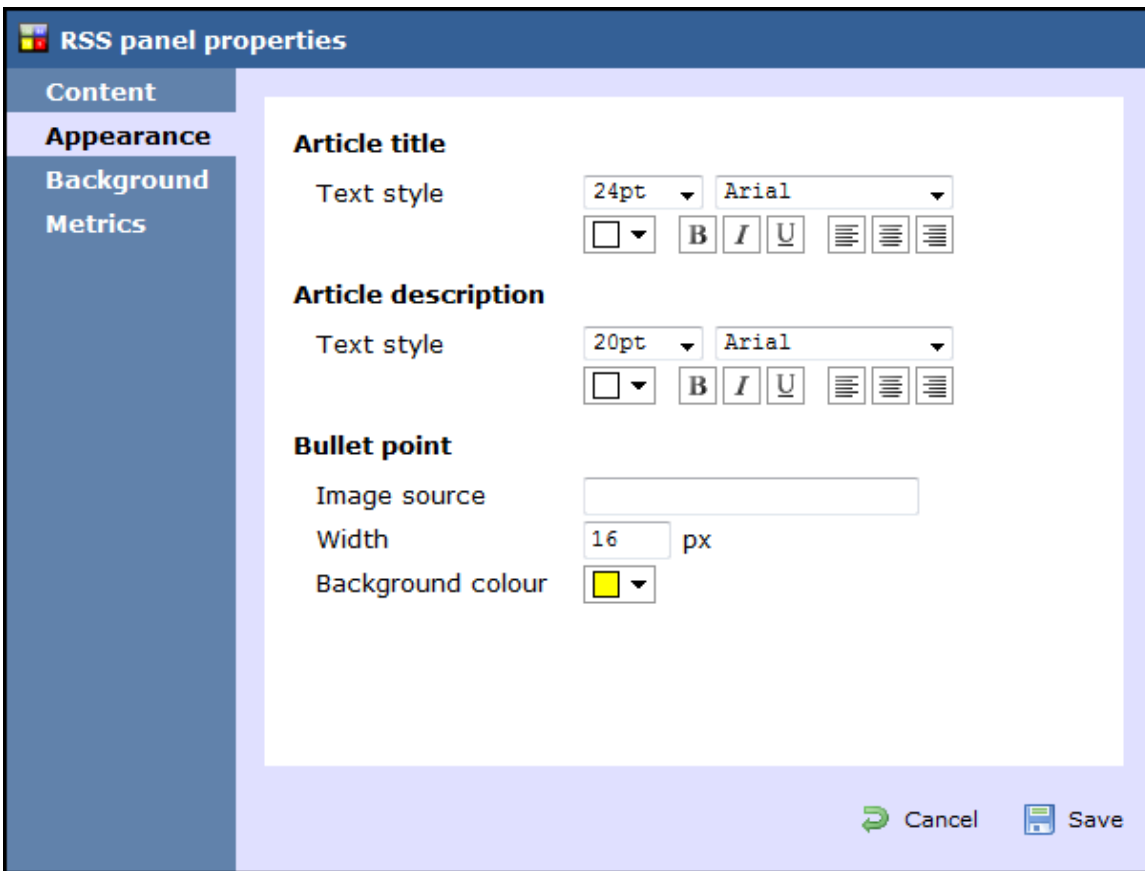 RSS panel properties
Content
Appearance
Background
Metrics
Article title
Text style 24pt Arial
B I U
Article description
Text style 20pt Arial
B I U
Bullet point
Image source
Width 16 px
Background colour
Cancel Save